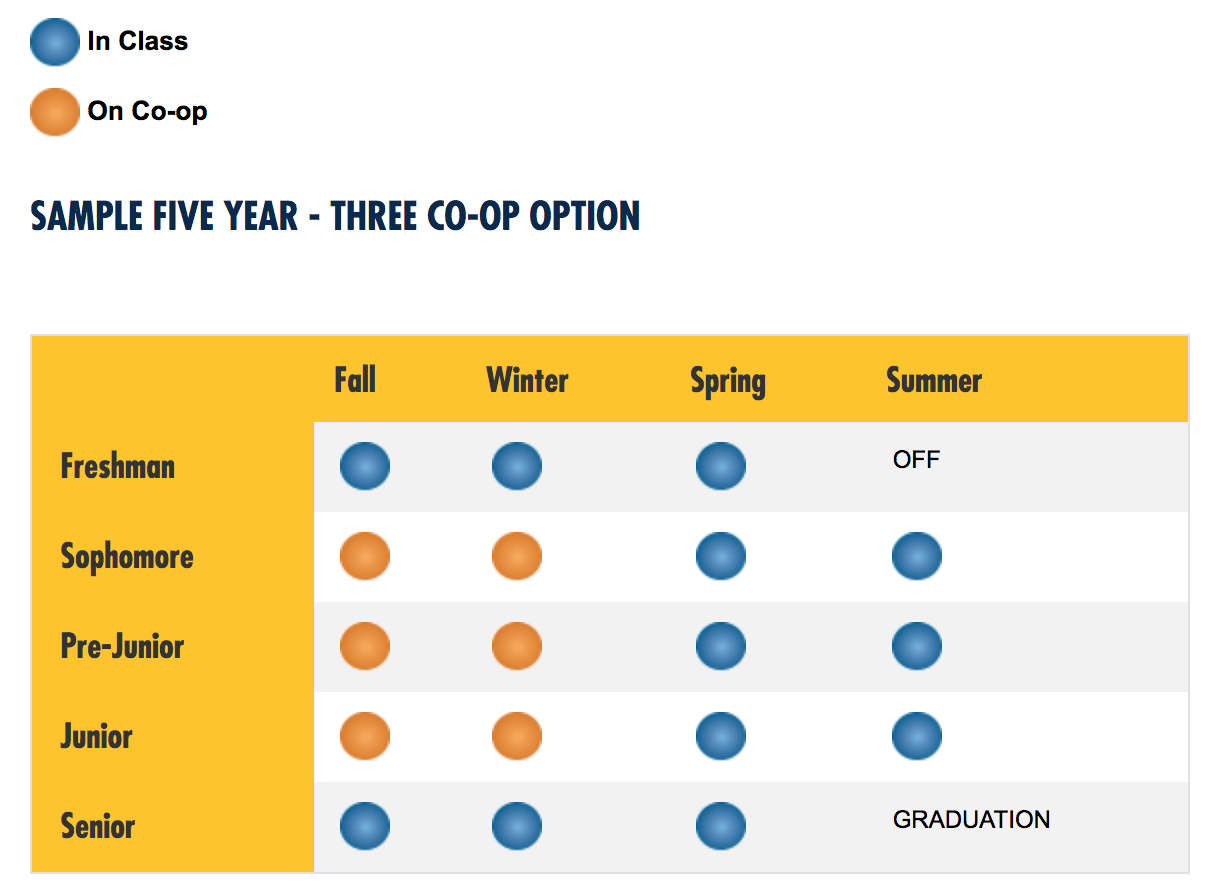 In Class
On Co-op
SAMPLE FIVE YEAR - THREE CO-OP OPTION
Fall Winter Spring Summer
Freshman OFF
Sophomore
Pre-Junior
Junior
Senior GRADUATION